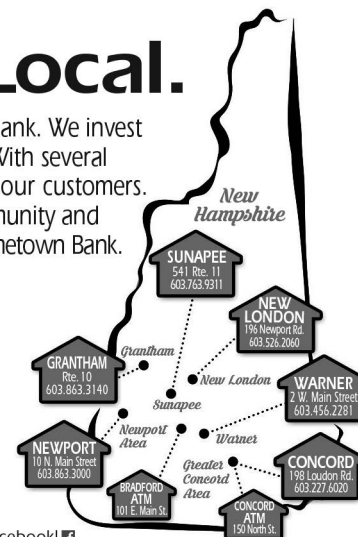 Local.
ank. We invest
With several
our customers.
munity and
metown Bank.
New
Hampshire
SUNAPEE
541 Rte. 11
603.763.9311
NEW
LONDON
196 Newport Rd.
603.526.2060
GRANTHAM
Rte. 10
603.863.3140
Grantham
New London
Sunapee
WARNER
2 W. Main Street
603.456.2281
NEWPORT
10 N. Main Street
603.863.3000
Newport
Area
Warner
Greater
Concord
Area
CONCORD
198 Loudon Rd.
603.227.6020
BRADFORD
ATM
101 E. Main St.
CONCORD
ATM
150 North St.
cebook!